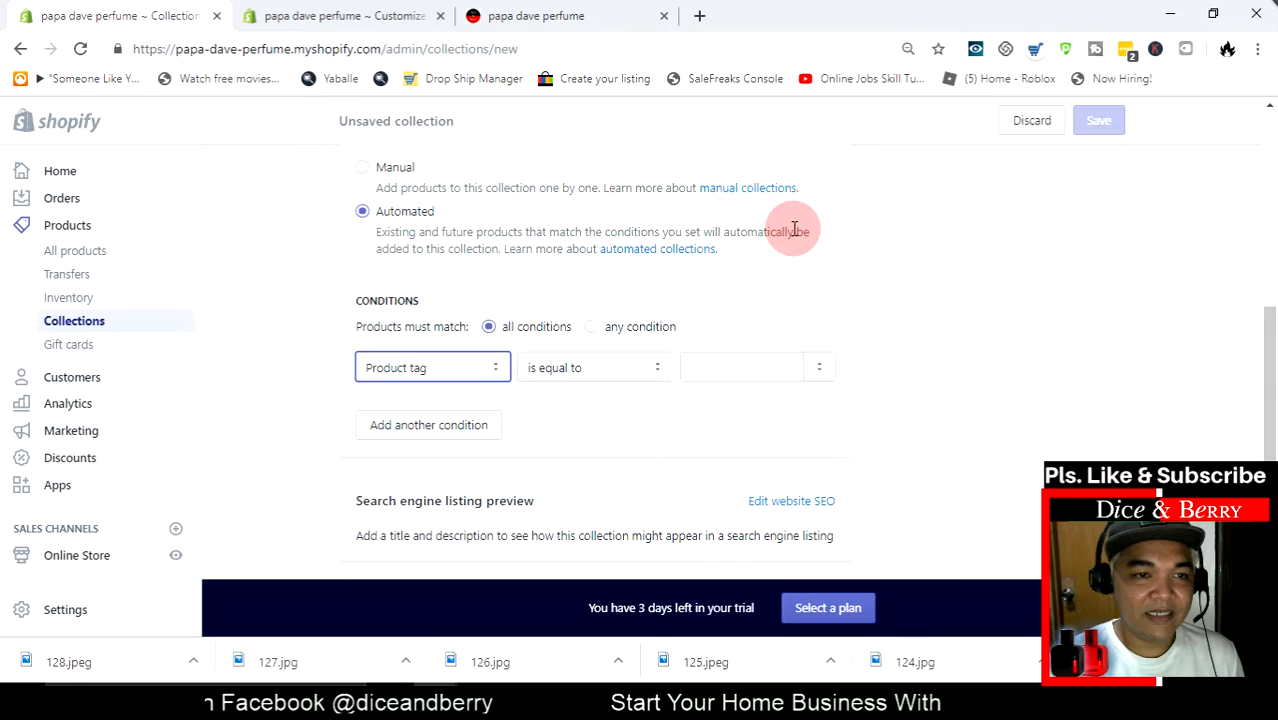 papa dave perfume ~ Collection
papa dave perfume ~ Customize
papa dave perfume
https://papa-dave-perfume.myshopify.com/admin/collections/new
2
K
"Someone Like Y...
Watch free movies...
Yaballe
Drop Ship Manager
Create your listing
SaleFreaks Console
Online Jobs Skill Tu...
(5) Home - Roblox
Now Hiring!
shopify
Unsaved collection
Discard
Save
Home
Orders
Products
All products
Transfers
Inventory
Collections
Gift cards
Customers
Analytics
Marketing
Discounts
Apps
SALES CHANNELS
Online Store
Settings
Manual
Add products to this collection one by one. Learn more about manual collections.
Automated
Existing and future products that match the conditions you set will automatically be
added to this collection. Learn more about automated collections.
CONDITIONS
Products must match: all conditions any condition
Product tag is equal to
Add another condition
Search engine listing preview
Edit website SEO
Add a title and description to see how this collection might appear in a search engine listing
You have 3 days left in your trial
Select a plan
Pls. Like & Subscribe
Dice & Berry
128.jpeg
127.jpg
126.jpg
125.jpeg
124.jpg
n Facebook @diceandberry
Start Your Home Business With